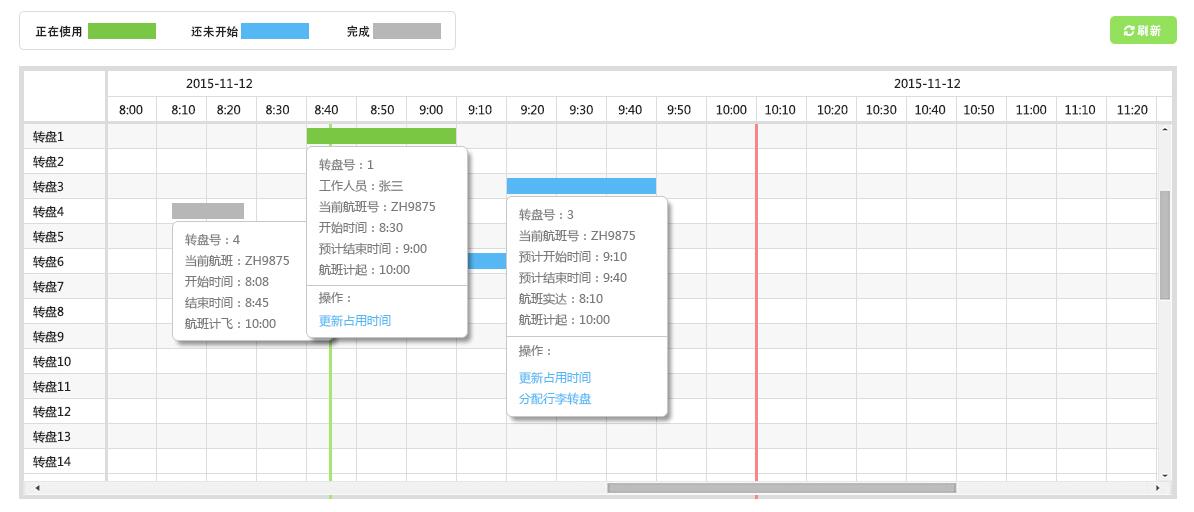 正在使用 还未开始 完成 刷新
2015-11-12 2015-11-12
8:00 8:10 8:20 8:30 8:40 8:50 9:00 9:10 9:20 9:30 9:40 9:50 10:00 10:10 10:20 10:30 10:40 10:50 11:00 11:10 11:20
转盘1
转盘2
转盘3
转盘4
转盘5
转盘6
转盘7
转盘8
转盘9
转盘10
转盘11
转盘12
转盘13
转盘14
转盘号：4
当前航班：ZH9875
开始时间：8:08
结束时间：8:45
航班计飞：10:00
转盘号：1
工作人员：张三
当前航班号：ZH9875
开始时间：8:30
预计结束时间：9:00
航班计起：10:00
操作：
更新占用时间
转盘号：3
当前航班号：ZH9875
预计开始时间：9:10
预计结束时间：9:40
航班实达：8:10
航班计起：10:00
操作：
更新占用时间
分配行李转盘